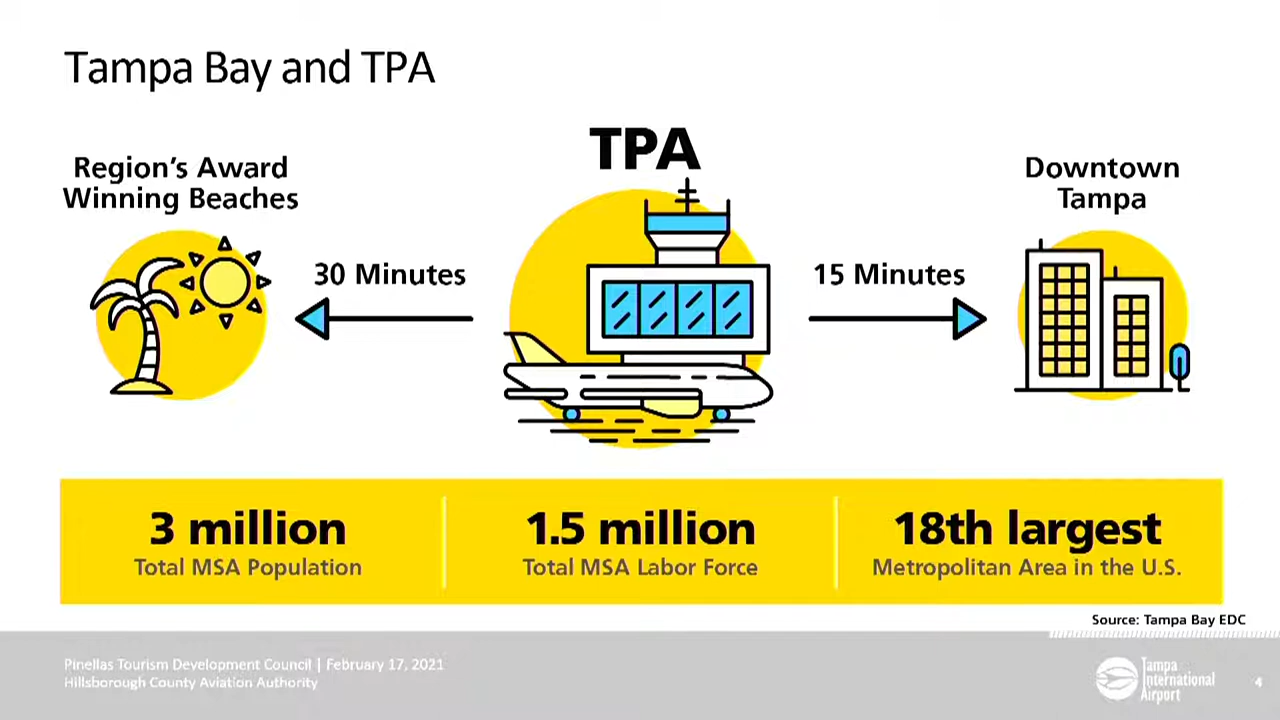 Tampa Bay and TPA
TPA
Region's Award
Winning Beaches
Downtown
Tampa
30 Minutes
15 Minutes
3 million
Total MSA Population
1.5 million
Total MSA Labor Force
18th largest
Metropolitan Area in the U.S.
Source: Tampa Bay EDC
Pinellas Tourism Development Council | February 17, 2021
Hillsborough County Aviation Authority
Tampa
International
Airport
4